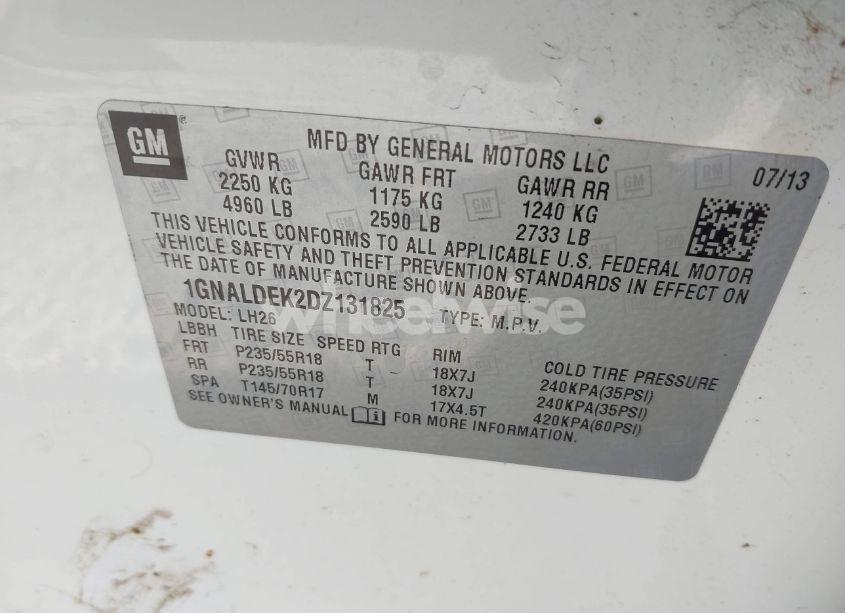 GM ®
MFD BY GENERAL MOTORS LLC
07/13
GVWR GAWR FRT GAWR RR
2250 KG 1175 KG 1240 KG
4960 LB 2590 LB 2733 LB
THIS VEHICLE CONFORMS TO ALL APPLICABLE U.S. FEDERAL MOTOR
VEHICLE SAFETY AND THEFT PREVENTION STANDARDS IN EFFECT ON
THE DATE OF MANUFACTURE SHOWN ABOVE.
1GNALDEK2DZ131825 TYPE: M.P.V.
MODEL: LH26
LBBH TIRE SIZE SPEED RTG RIM COLD TIRE PRESSURE
FRT P235/55R18 T – 18X7J 240KPA(35PSI)
RR P235/55R18 T 18X7J 240KPA(35PSI)
SPA T145/70R17 M 17X4.5T 420KPA(60PSI)
SEE OWNER'S MANUAL FOR MORE INFORMATION.
wheelwise